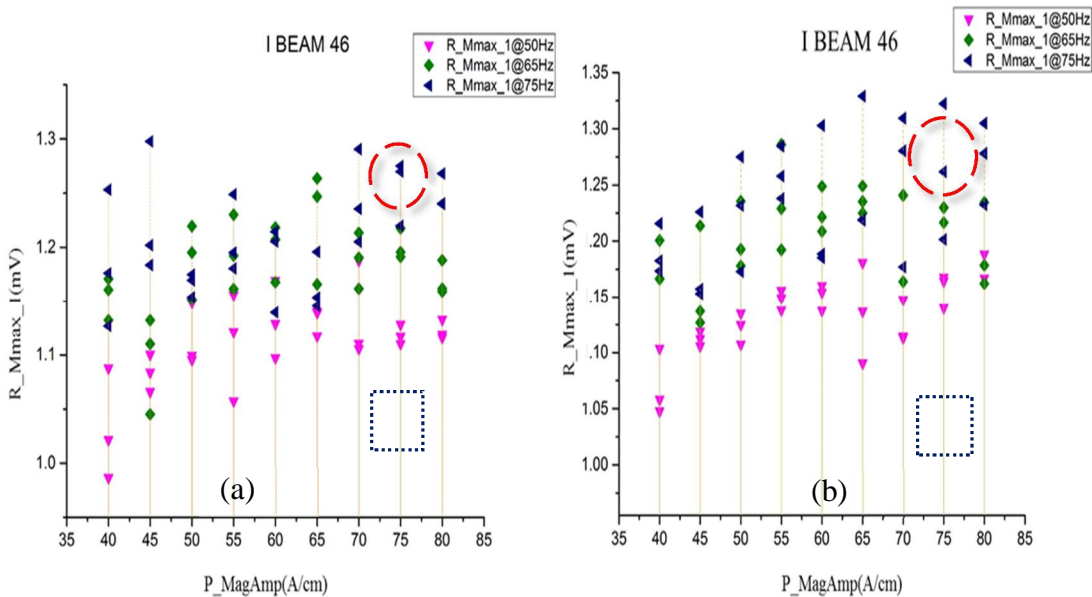 I BEAM 46
R_Mmax_1@50Hz
R_Mmax_1@65Hz
R_Mmax_1@75Hz
R_Mmax_1(mV)
1.3
1.2
1.1
1.0
(a)
35 40 45 50 55 60 65 70 75 80 85
P_MagAmp(A/cm)
I BEAM 46
R_Mmax_1@50Hz
R_Mmax_1@65Hz
R_Mmax_1@75Hz
R_Mmax_1(mV)
1.35
1.30
1.25
1.20
1.15
1.10
1.05
1.00
(b)
35 40 45 50 55 60 65 70 75 80 85
P_MagAmp(A/cm)